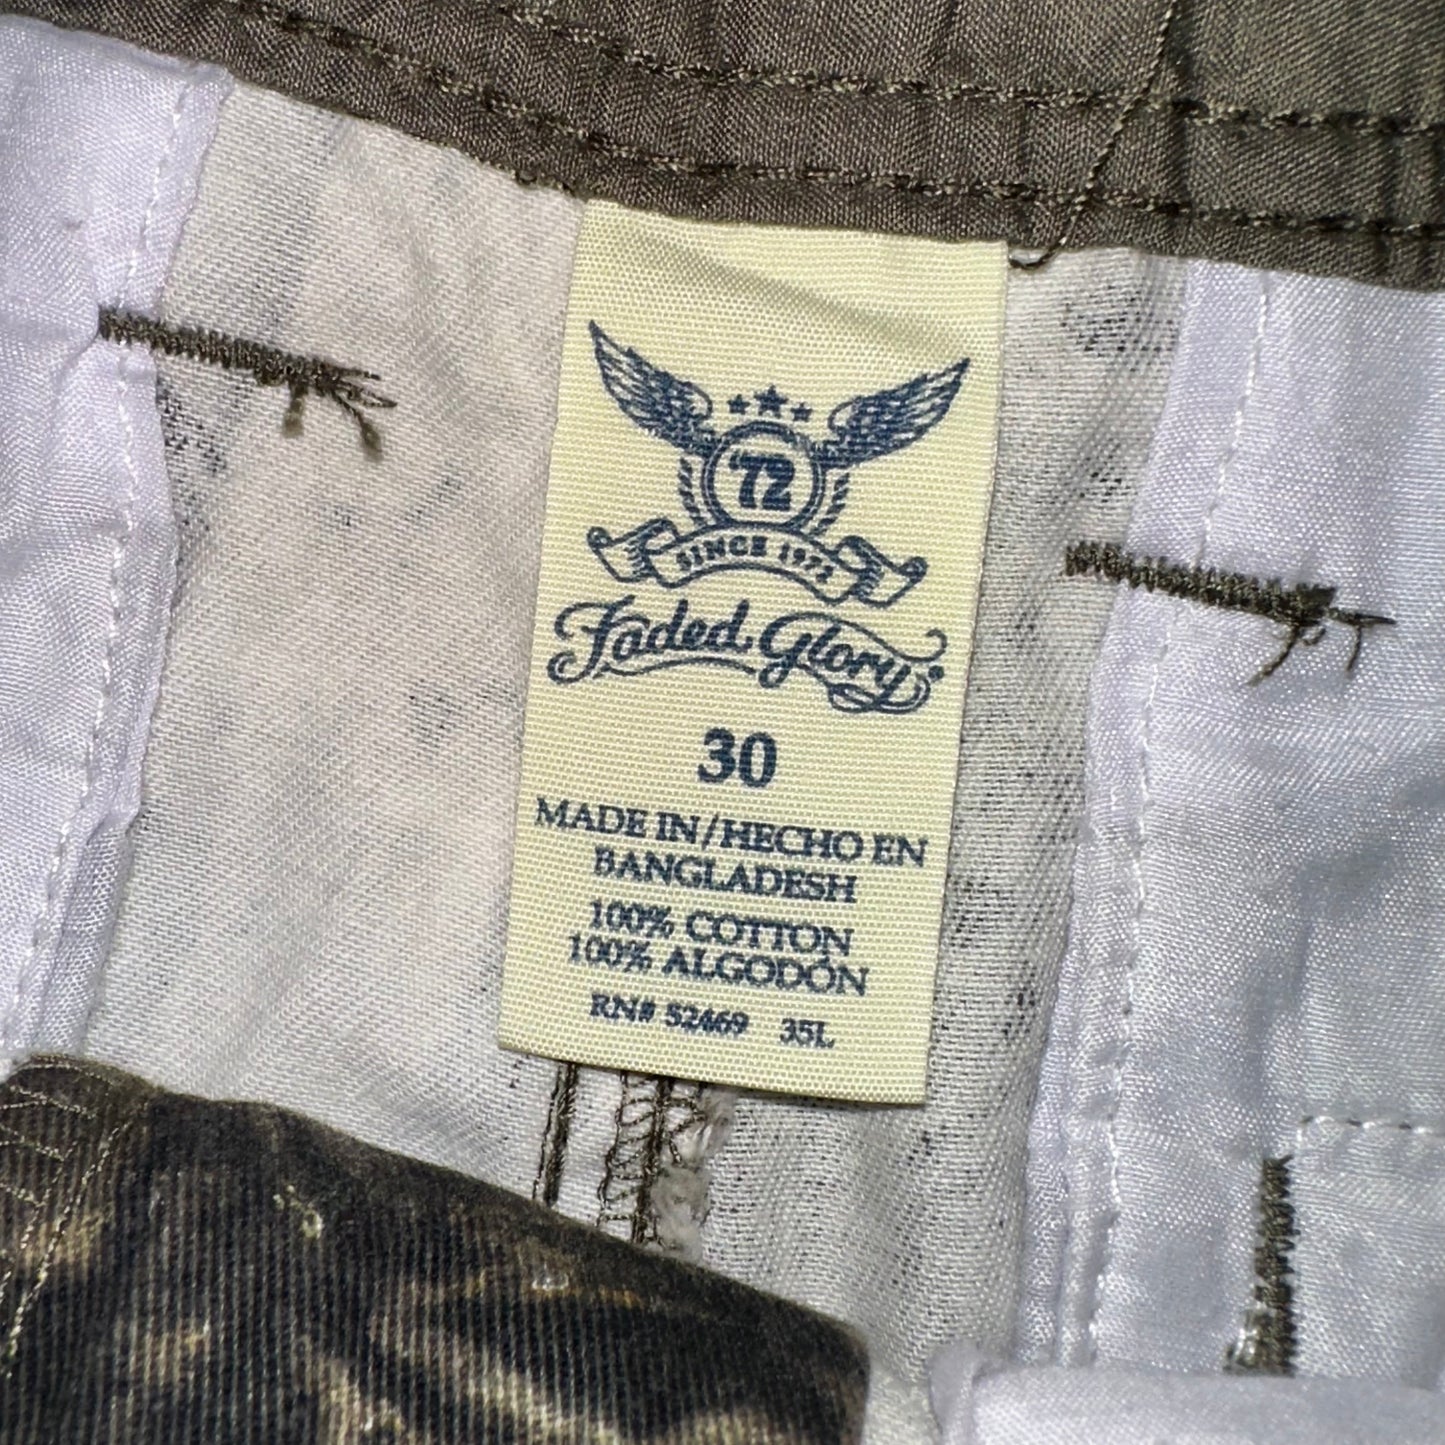 '72
SINCE 1972
Faded Glory
30
MADE IN/HECHO EN
BANGLADESH
100% COTTON
100% ALGODÓN
RN# 52469 35L